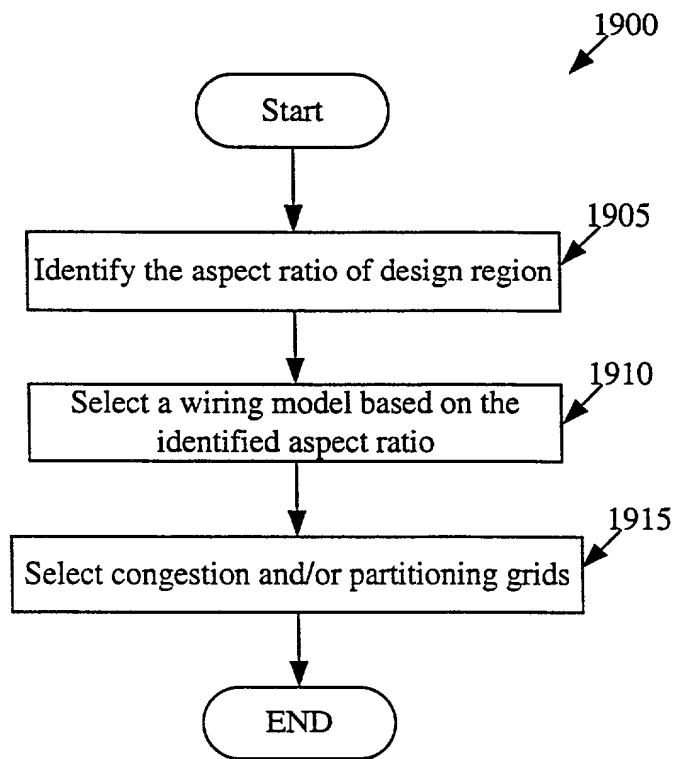 1900
Start
1905
Identify the aspect ratio of design region
1910
Select a wiring model based on the
identified aspect ratio
1915
Select congestion and/or partitioning grids
END